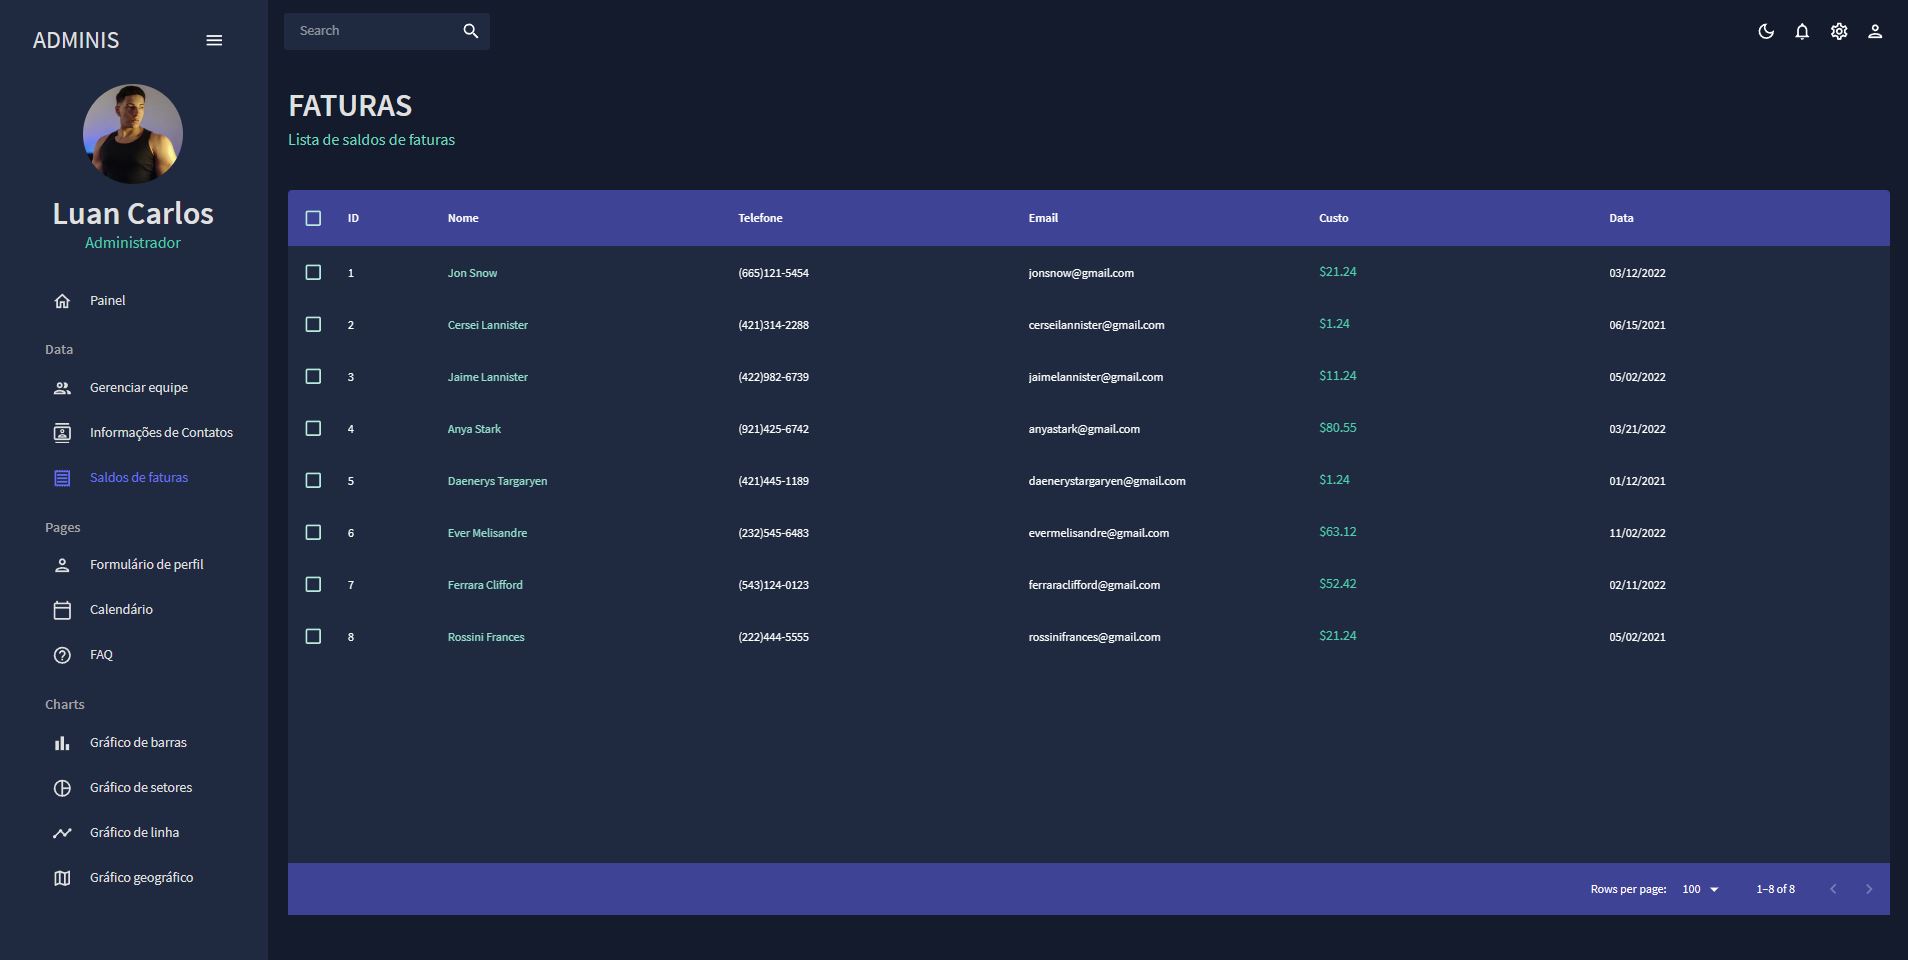 ADMINIS
Luan Carlos
Administrador
Painel
Data
Gerenciar equipe
Informações de Contatos
Saldos de faturas
Pages
Formulário de perfil
Calendário
FAQ
Charts
Gráfico de barras
Gráfico de setores
Gráfico de linha
Gráfico geográfico
Search
FATURAS
Lista de saldos de faturas
ID Nome Telefone Email Custo Data
1 Jon Snow (665)121-5454 jonsnow@gmail.com $21.24 03/12/2022
2 Cersei Lannister (421)314-2288 cerseilannister@gmail.com $1.24 06/15/2021
3 Jaime Lannister (422)982-6739 jaimelannister@gmail.com $11.24 05/02/2022
4 Anya Stark (921)425-6742 anyastark@gmail.com $80.55 03/21/2022
5 Daenerys Targaryen (421)445-1189 daenerystargaryen@gmail.com $1.24 01/12/2021
6 Ever Melisandre (232)545-6483 evermelisandre@gmail.com $63.12 11/02/2022
7 Ferrara Clifford (543)124-0123 ferraraclifford@gmail.com $52.42 02/11/2022
8 Rossini Frances (222)444-5555 rossinifrances@gmail.com $21.24 05/02/2021
Rows per page: 100 1–8 of 8